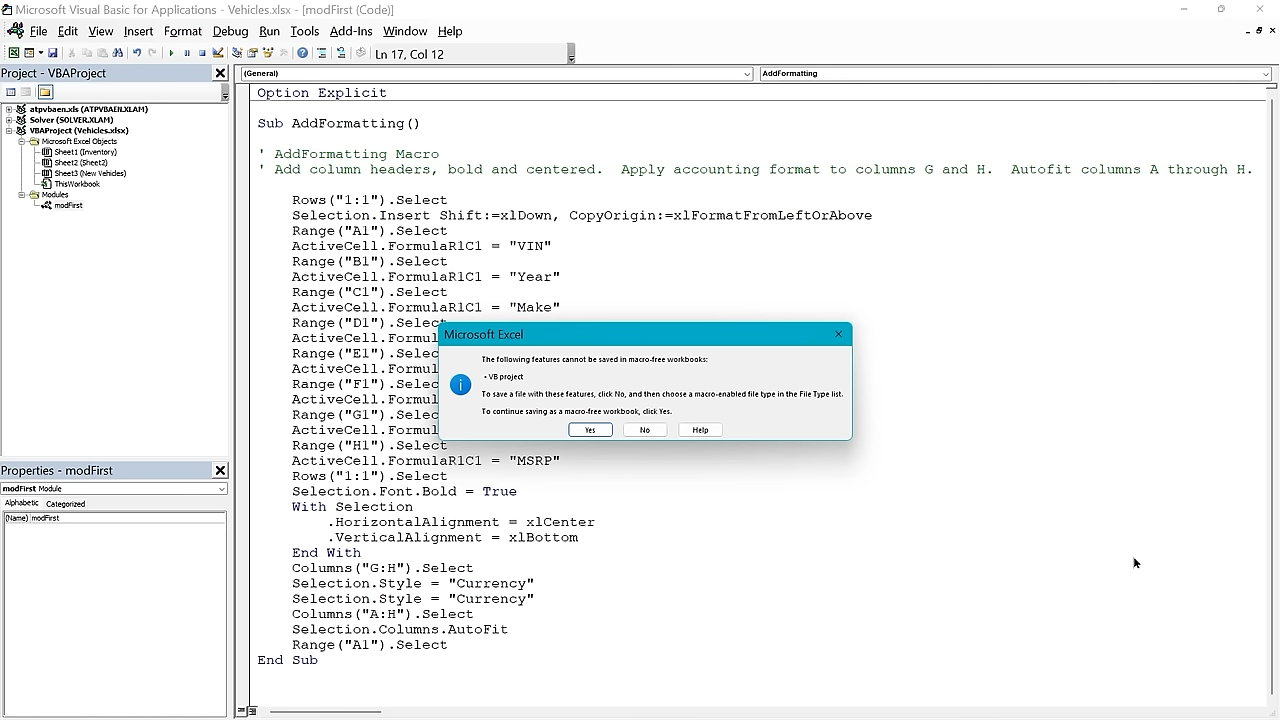 Microsoft Visual Basic for Applications - Vehicles.xlsx - [modFirst (Code)]
File Edit View Insert Format Debug Run Tools Add-Ins Window Help
Ln 17, Col 12
Project - VBAProject
(General)
AddFormatting
atpvbaen.xls (ATPVBAEN.XLAM)
Solver (SOLVER.XLAM)
VBAProject (Vehicles.xlsx)
Microsoft Excel Objects
Sheet1 (Inventory)
Sheet2 (Sheet2)
Sheet3 (New Vehicles)
ThisWorkbook
Modules
modFirst
Properties - modFirst
modFirst Module
Alphabetic Categorized
(Name) modFirst
Option Explicit
Sub AddFormatting()
' AddFormatting Macro
' Add column headers, bold and centered.  Apply accounting format to columns G and H.  Autofit columns A through H.
Rows("1:1").Select
Selection.Insert Shift:=xlDown, CopyOrigin:=xlFormatFromLeftOrAbove
Range("A1").Select
ActiveCell.FormulaR1C1 = "VIN"
Range("B1").Select
ActiveCell.FormulaR1C1 = "Year"
Range("C1").Select
ActiveCell.FormulaR1C1 = "Make"
Range("D1").Selec
ActiveCell.Formul
Range("E1").Selec
ActiveCell.Formul
Range("F1").Selec
ActiveCell.Formul
Range("G1").Selec
ActiveCell.Formul
Range("H1").Select
ActiveCell.FormulaR1C1 = "MSRP"
Rows("1:1").Select
Selection.Font.Bold = True
With Selection
.HorizontalAlignment = xlCenter
.VerticalAlignment = xlBottom
End With
Columns("G:H").Select
Selection.Style = "Currency"
Selection.Style = "Currency"
Columns("A:H").Select
Selection.Columns.AutoFit
Range("A1").Select
End Sub
Microsoft Excel
The following features cannot be saved in macro-free workbooks:
• VB project
To save a file with these features, click No, and then choose a macro-enabled file type in the File Type list.
To continue saving as a macro-free workbook, click Yes.
Yes No Help